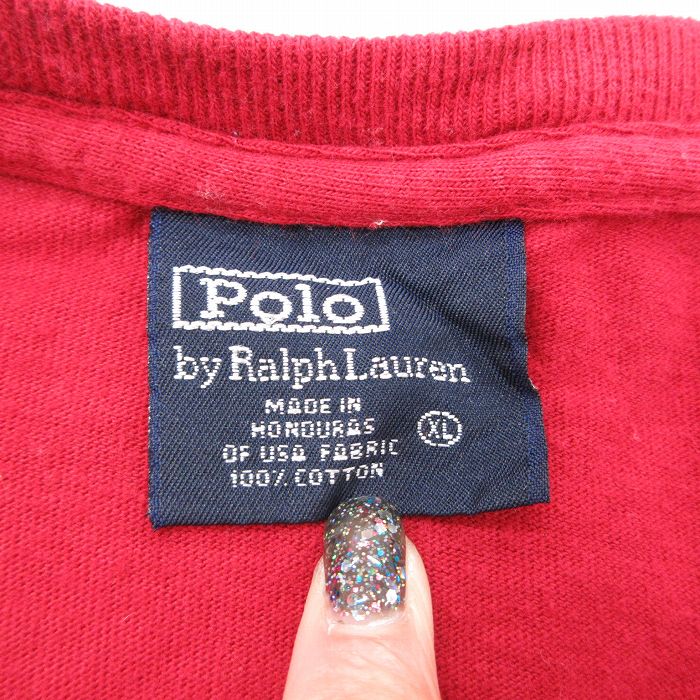 Polo
by Ralph Lauren
MADE IN
HONDURAS
OF USA FABRIC
100% COTTON
XL